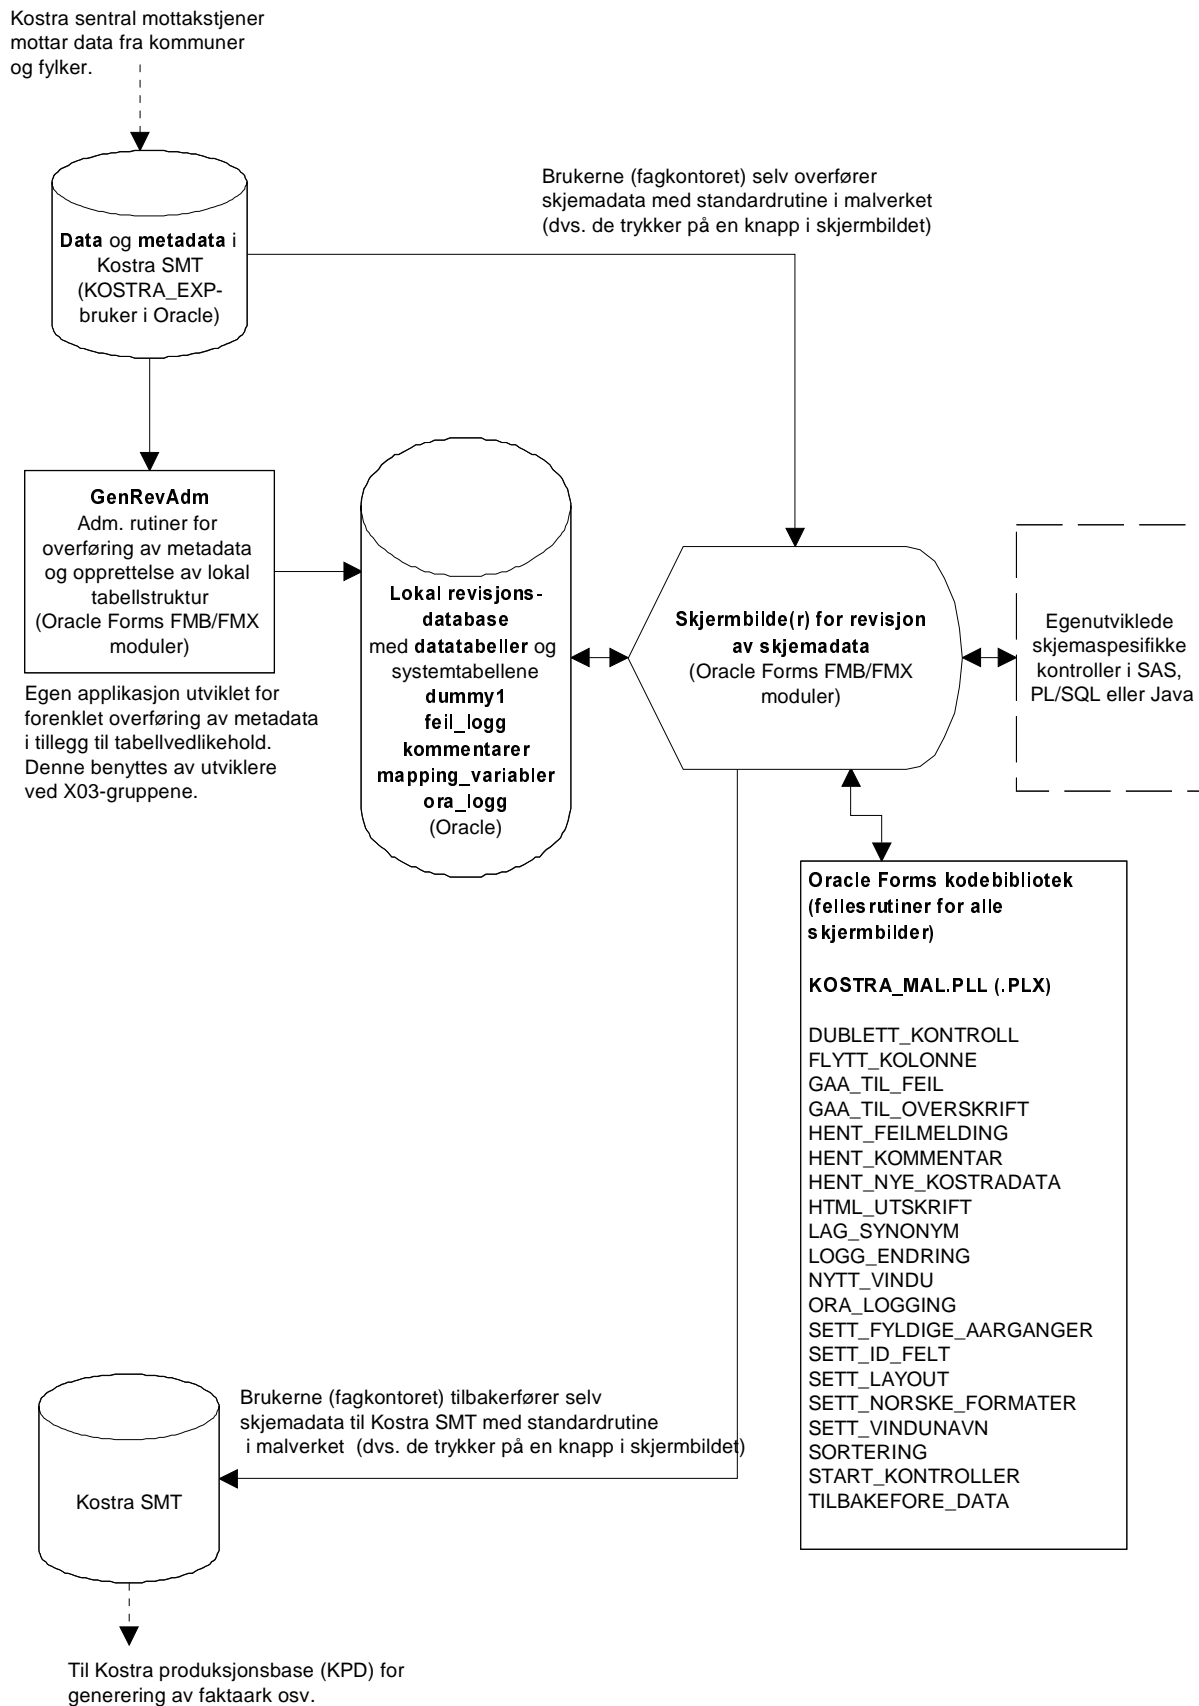 Kostra sentral mottakstjener
mottar data fra kommuner
og fylker.
Brukerne (fagkontoret) selv overfører
skjemadata med standardrutine i malverket
(dvs. de trykker på en knapp i skjermbildet)
Data og metadata i
Kostra SMT
(KOSTRA_EXP-
bruker i Oracle)
GenRevAdm
Adm. rutiner for
overføring av metadata
og opprettelse av lokal
tabellstruktur
(Oracle Forms FMB/FMX
moduler)
Egen applikasjon utviklet for
forenklet overføring av metadata
i tillegg til tabellvedlikehold.
Denne benyttes av utviklere
ved X03-gruppene.
Lokal revisjons-
database
med datatabeller og
systemtabellene
dummy1
feil_logg
kommentarer
mapping_variabler
ora_logg
(Oracle)
Skjermbilde(r) for revisjon
av skjemadata
(Oracle Forms FMB/FMX
moduler)
Egenutviklede
skjemaspesifikke
kontroller i SAS,
PL/SQL eller Java
Oracle Forms kodebibliotek
(fellesrutiner for alle
skjermbilder)
KOSTRA_MAL.PLL (.PLX)
DUBLETT_KONTROLL
FLYTT_KOLONNE
GAA_TIL_FEIL
GAA_TIL_OVERSKRIFT
HENT_FEILMELDING
HENT_KOMMENTAR
HENT_NYE_KOSTRADATA
HTML_UTSKRIFT
LAG_SYNONYM
LOGG_ENDRING
NYTT_VINDU
ORA_LOGGING
SETT_FYLDIGE_AARGANGER
SETT_ID_FELT
SETT_LAYOUT
SETT_NORSKE_FORMATER
SETT_VINDUNAVN
SORTERING
START_KONTROLLER
TILBAKEFORE_DATA
Brukerne (fagkontoret) tilbakerfører selv
skjemadata til Kostra SMT med standardrutine
i malverket (dvs. de trykker på en knapp i skjermbildet)
Kostra SMT
Til Kostra produksjonsbase (KPD) for
generering av faktaark osv.